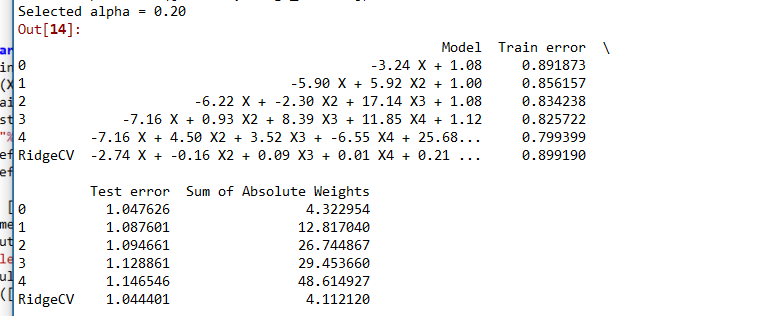 Selected alpha = 0.20
Out[14]:
Model Train error \
0 -3.24 X + 1.08 0.891873
1 -5.90 X + 5.92 X2 + 1.00 0.856157
2 -6.22 X + -2.30 X2 + 17.14 X3 + 1.08 0.834238
3 -7.16 X + 0.93 X2 + 8.39 X3 + 11.85 X4 + 1.12 0.825722
4 -7.16 X + 4.50 X2 + 3.52 X3 + -6.55 X4 + 25.68... 0.799399
RidgeCV -2.74 X + -0.16 X2 + 0.09 X3 + 0.01 X4 + 0.21 ... 0.899190
Test error Sum of Absolute Weights
0 1.047626 4.322954
1 1.087601 12.817040
2 1.094661 26.744867
3 1.128861 29.453660
4 1.146546 48.614927
RidgeCV 1.044401 4.112120